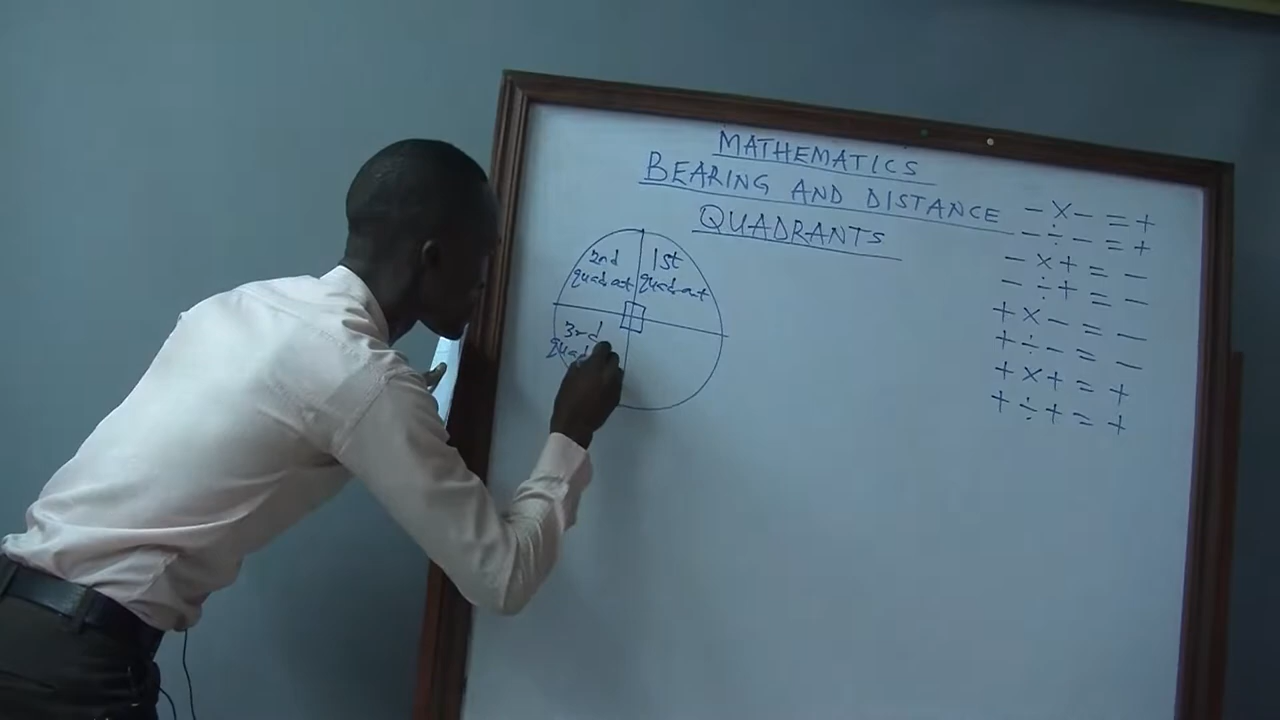 MATHEMATICS
BEARING AND DISTANCE
QUADRANTS
2nd
quadrant
1st
quadrant
3rd
quad
- × - = +
- ÷ - = +
- × + = -
- ÷ + = -
+ × - = -
+ ÷ - = -
+ × + = +
+ ÷ + = +